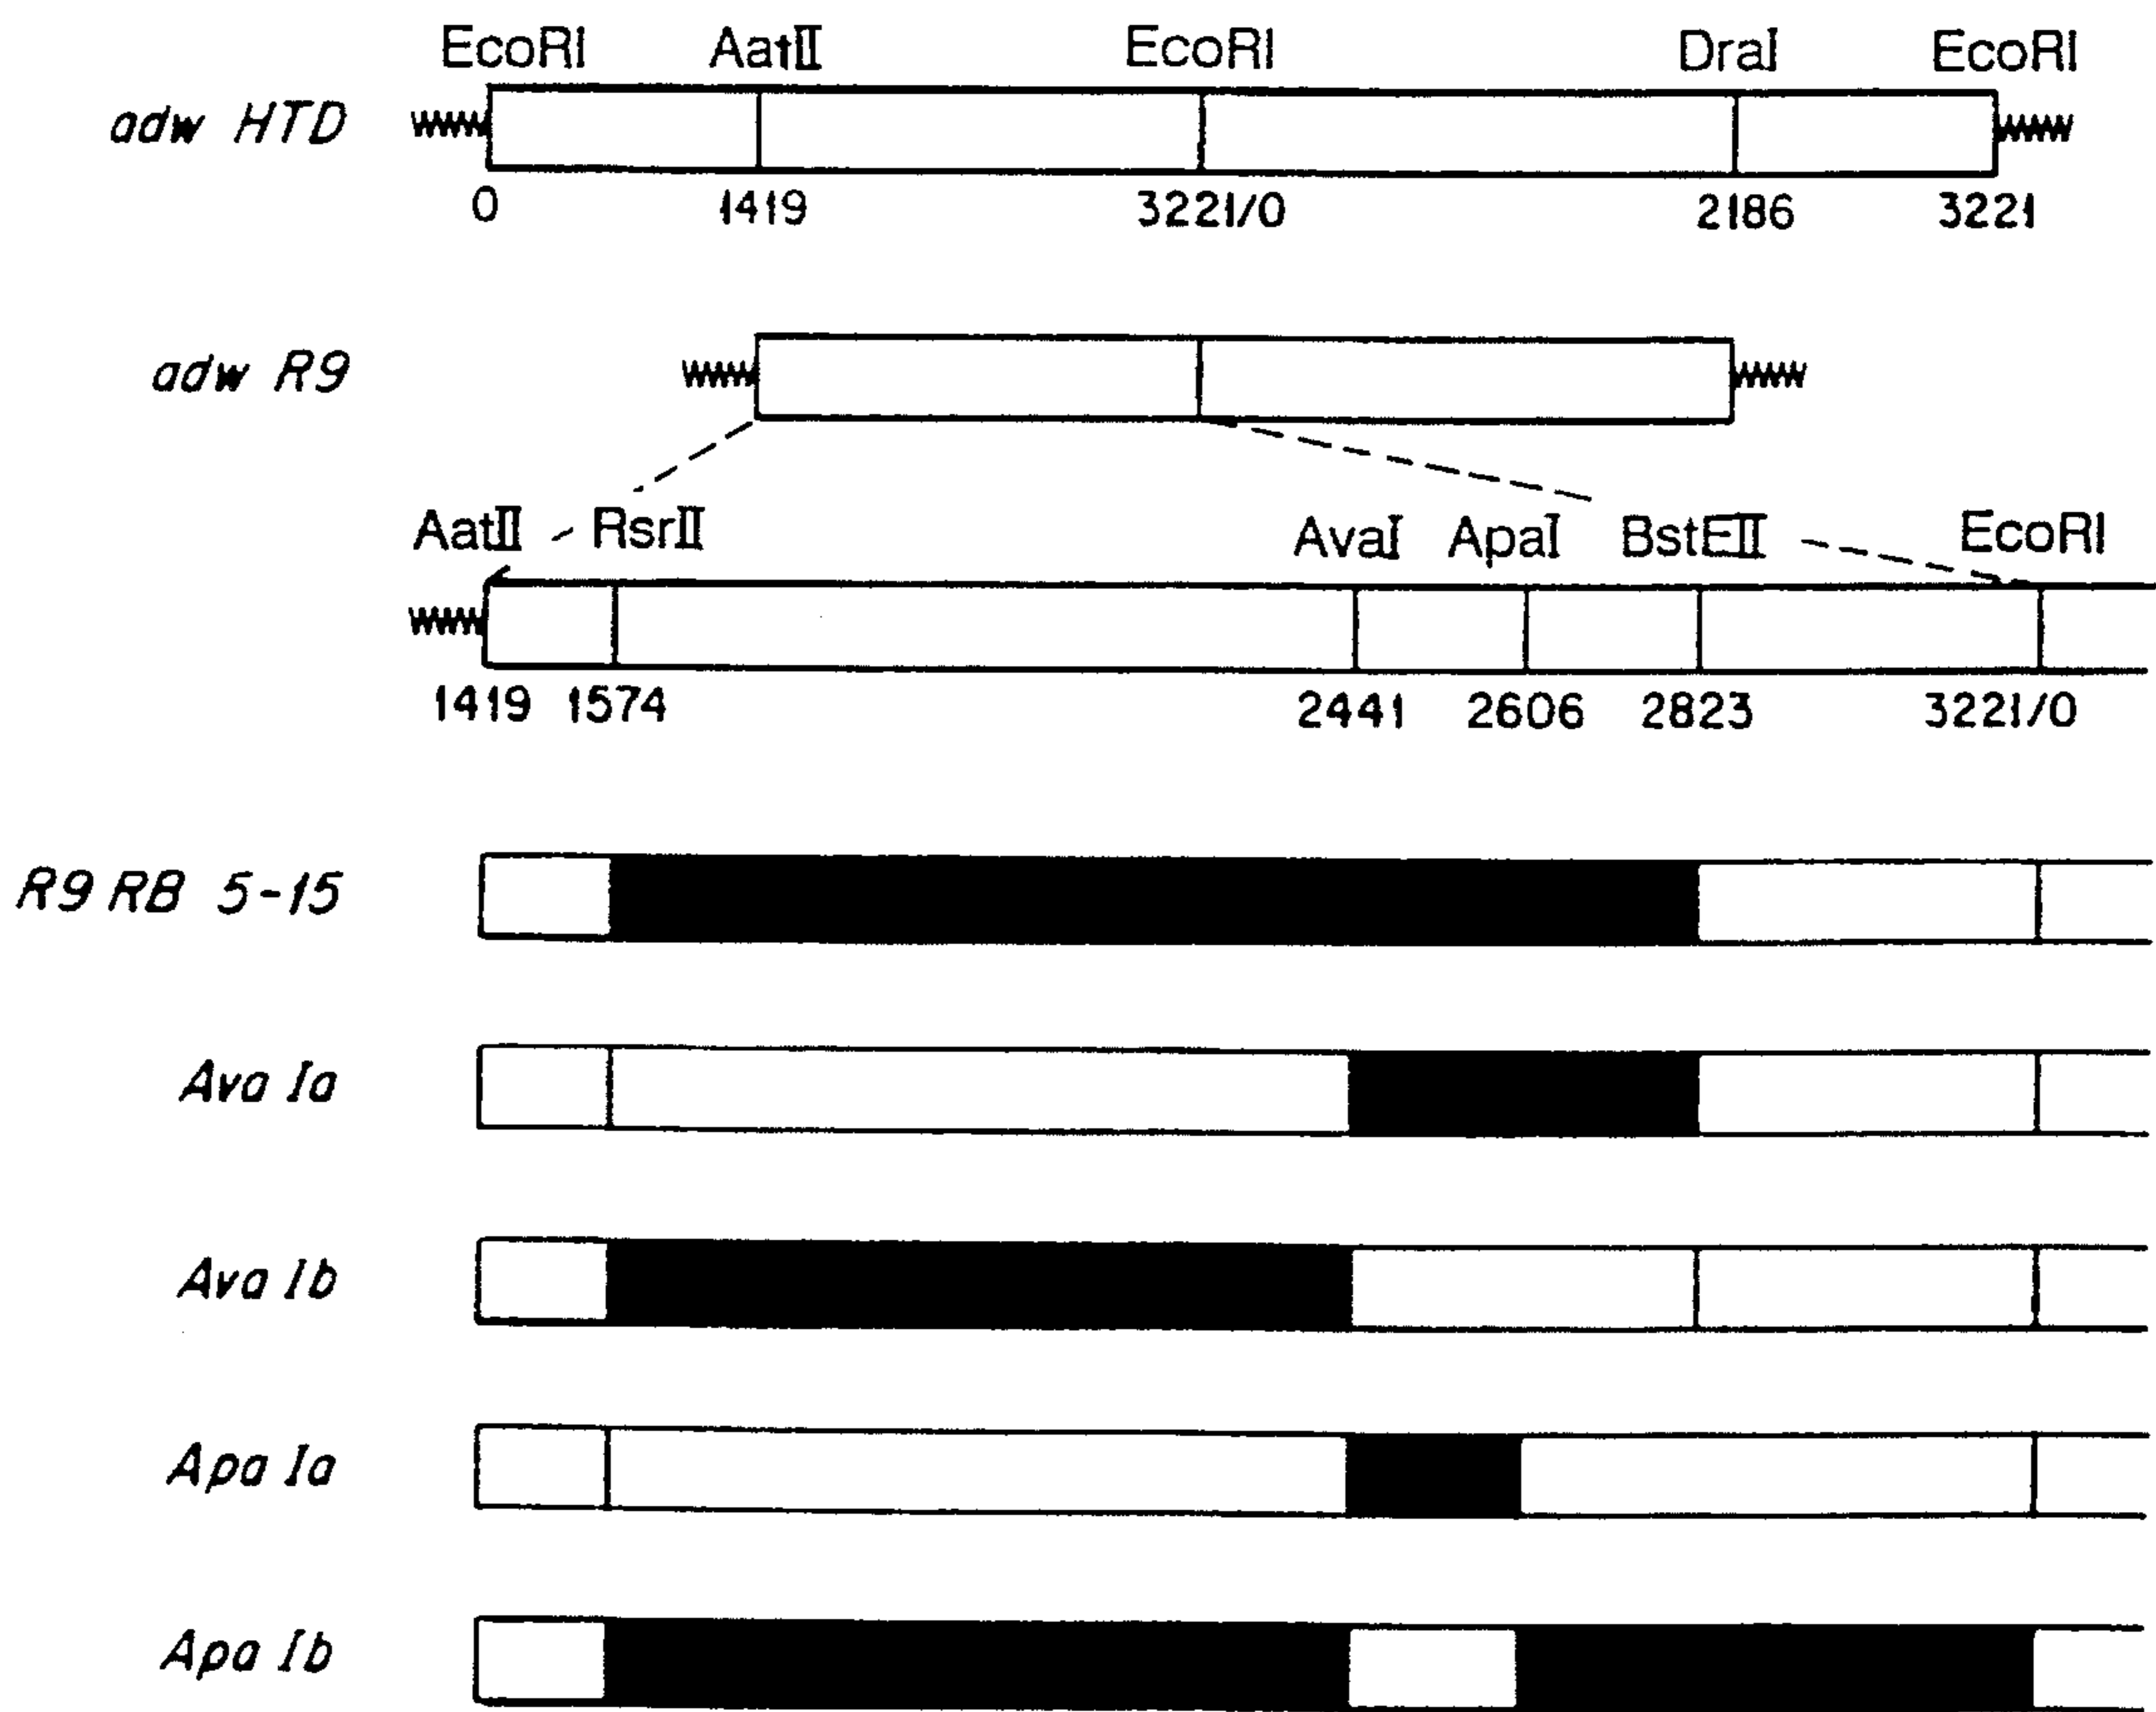 EcoRI AatII EcoRI DraI EcoRI
adw HTD
0 1419 3221/0 2186 3221
adw R9
AatII RsrII AvaI ApaI BstEII EcoRI
1419 1574 2441 2606 2823 3221/0
R9 RB 5-15
Ava Ia
Ava Ib
Apa Ia
Apa Ib